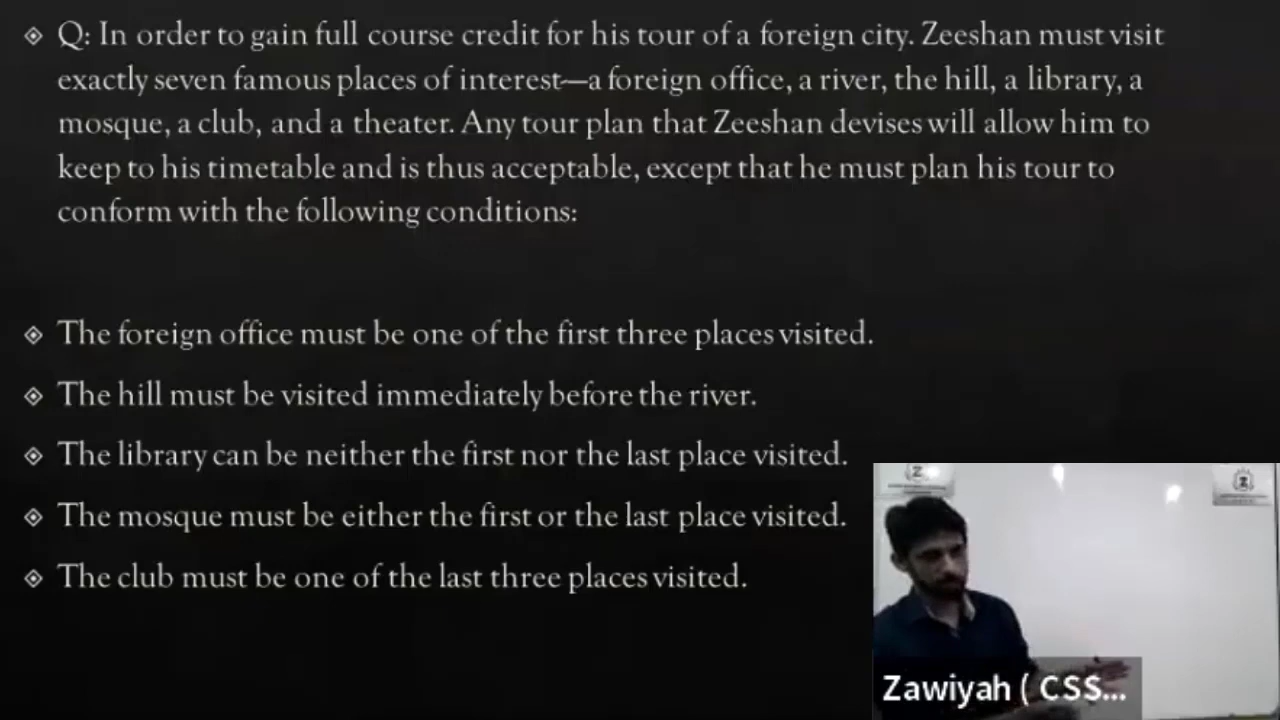 Q: In order to gain full course credit for his tour of a foreign city. Zeeshan must visit
exactly seven famous places of interest—a foreign office, a river, the hill, a library, a
mosque, a club, and a theater. Any tour plan that Zeeshan devises will allow him to
keep to his timetable and is thus acceptable, except that he must plan his tour to
conform with the following conditions:
The foreign office must be one of the first three places visited.
The hill must be visited immediately before the river.
The library can be neither the first nor the last place visited.
The mosque must be either the first or the last place visited.
The club must be one of the last three places visited.
Zawiyah ( CSS...